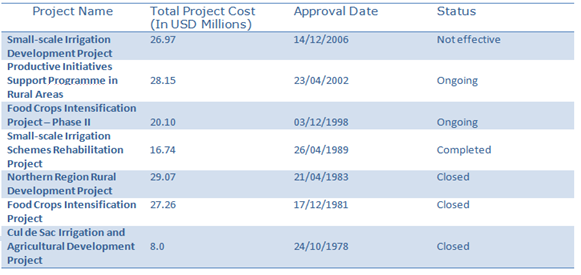 Project Name Total Project Cost Approval Date Status
(In USD Millions)
Small-scale Irrigation 26.97 14/12/2006 Not effective
Development Project
Productive Initiatives
Support Programme in 28.15 23/04/2002 Ongoing
Rural Areas
Food Crops Intensification
Project – Phase II 20.10 03/12/1998 Ongoing
Small-scale Irrigation
Schemes Rehabilitation 16.74 26/04/1989 Completed
Project
Northern Region Rural 29.07 21/04/1983 Closed
Development Project
Food Crops Intensification 27.26 17/12/1981 Closed
Project
Cul de Sac Irrigation and
Agricultural Development 8.0 24/10/1978 Closed
Project